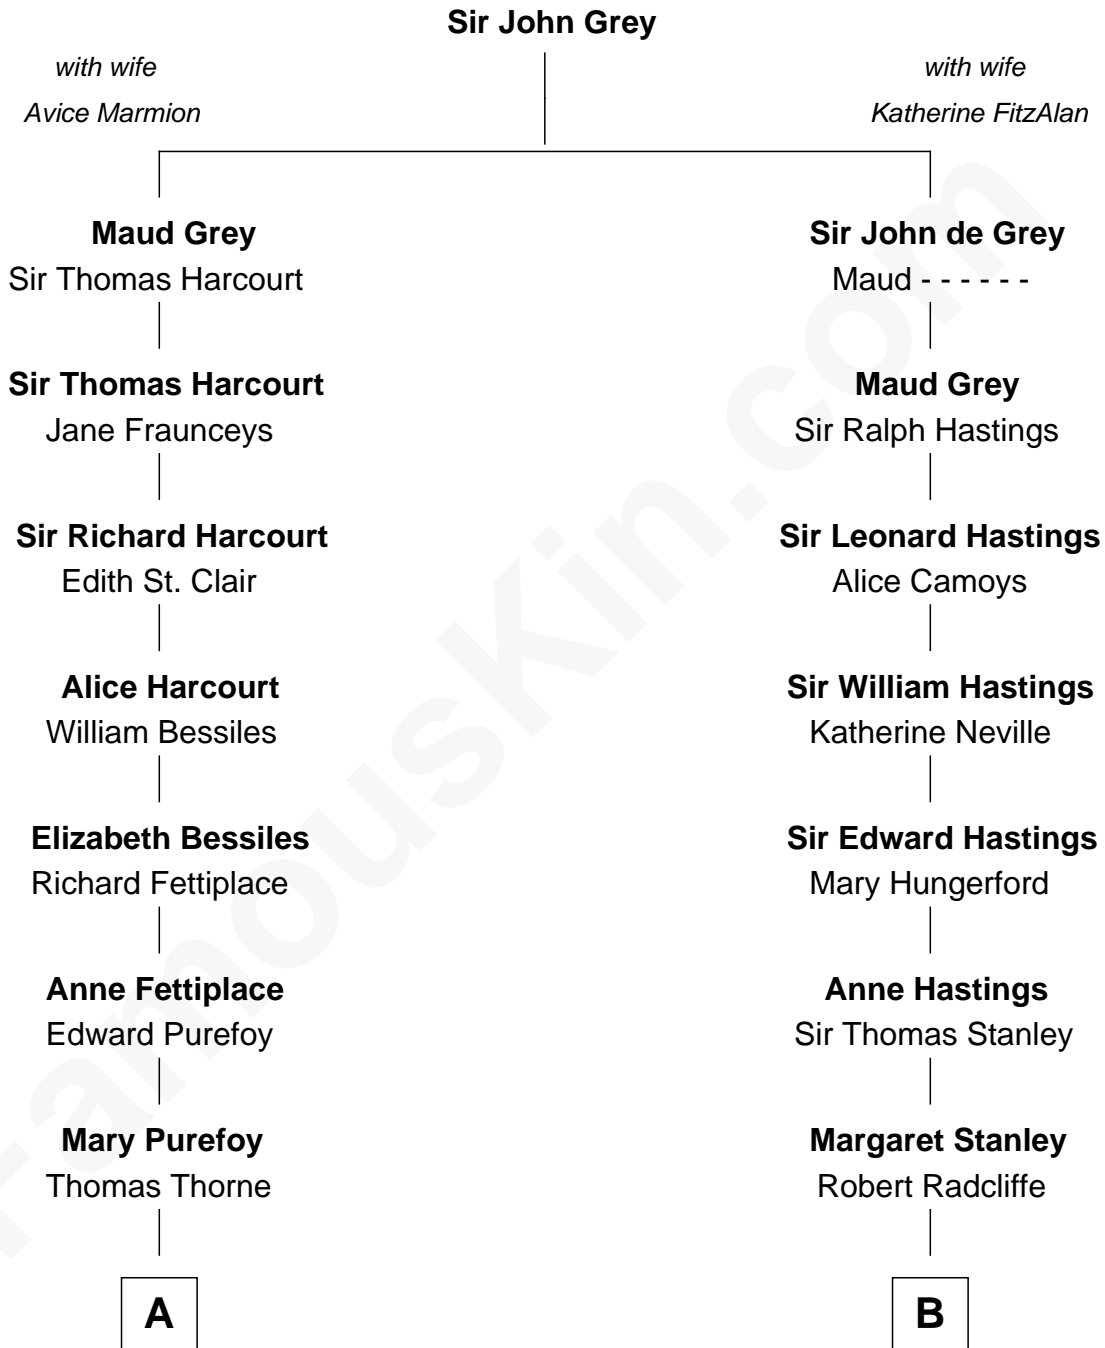 Sir John Grey
with wife
Avice Marmion
with wife
Katherine FitzAlan
Maud Grey
Sir Thomas Harcourt
Sir John de Grey
Maud - - - - - -
Sir Thomas Harcourt
Jane Fraunceys
Maud Grey
Sir Ralph Hastings
Sir Richard Harcourt
Edith St. Clair
Sir Leonard Hastings
Alice Camoys
Alice Harcourt
William Bessiles
Sir William Hastings
Katherine Neville
Elizabeth Bessiles
Richard Fettiplace
Sir Edward Hastings
Mary Hungerford
Anne Fettiplace
Edward Purefoy
Anne Hastings
Sir Thomas Stanley
Mary Purefoy
Thomas Thorne
Margaret Stanley
Robert Radcliffe
A
B
FamousKin.com